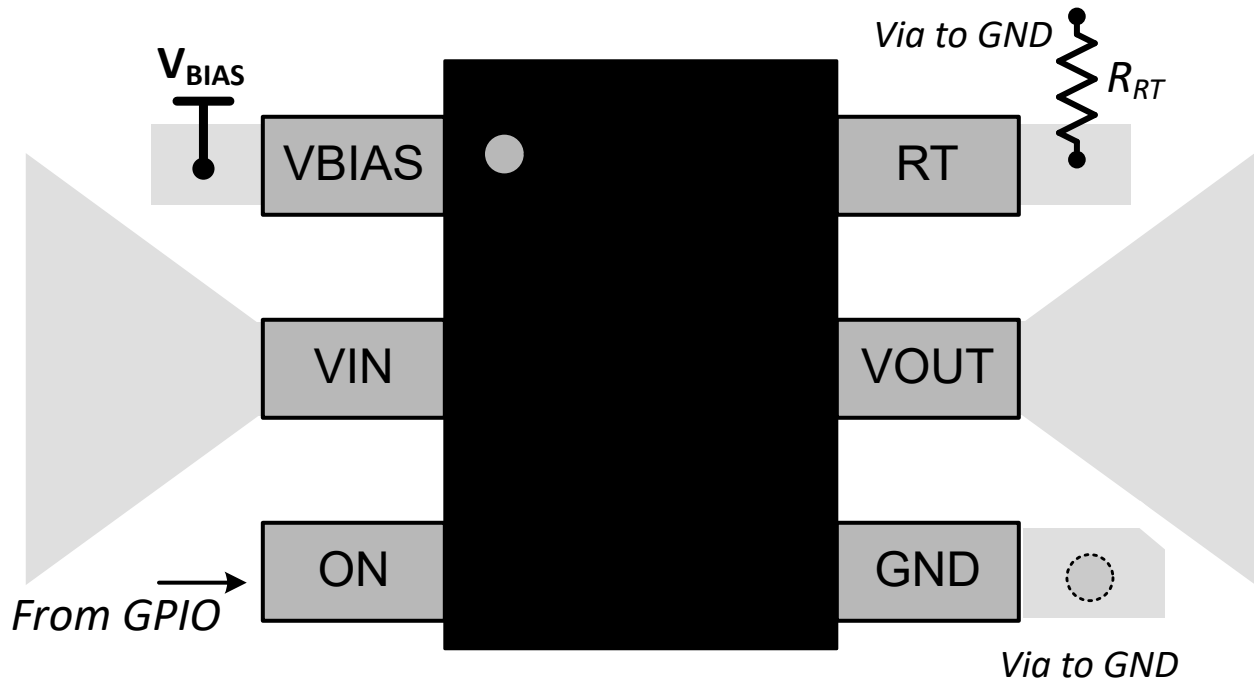 Via to GND
VBIAS
RRT
VBIAS
RT
VIN
VOUT
ON
GND
From GPIO
Via to GND